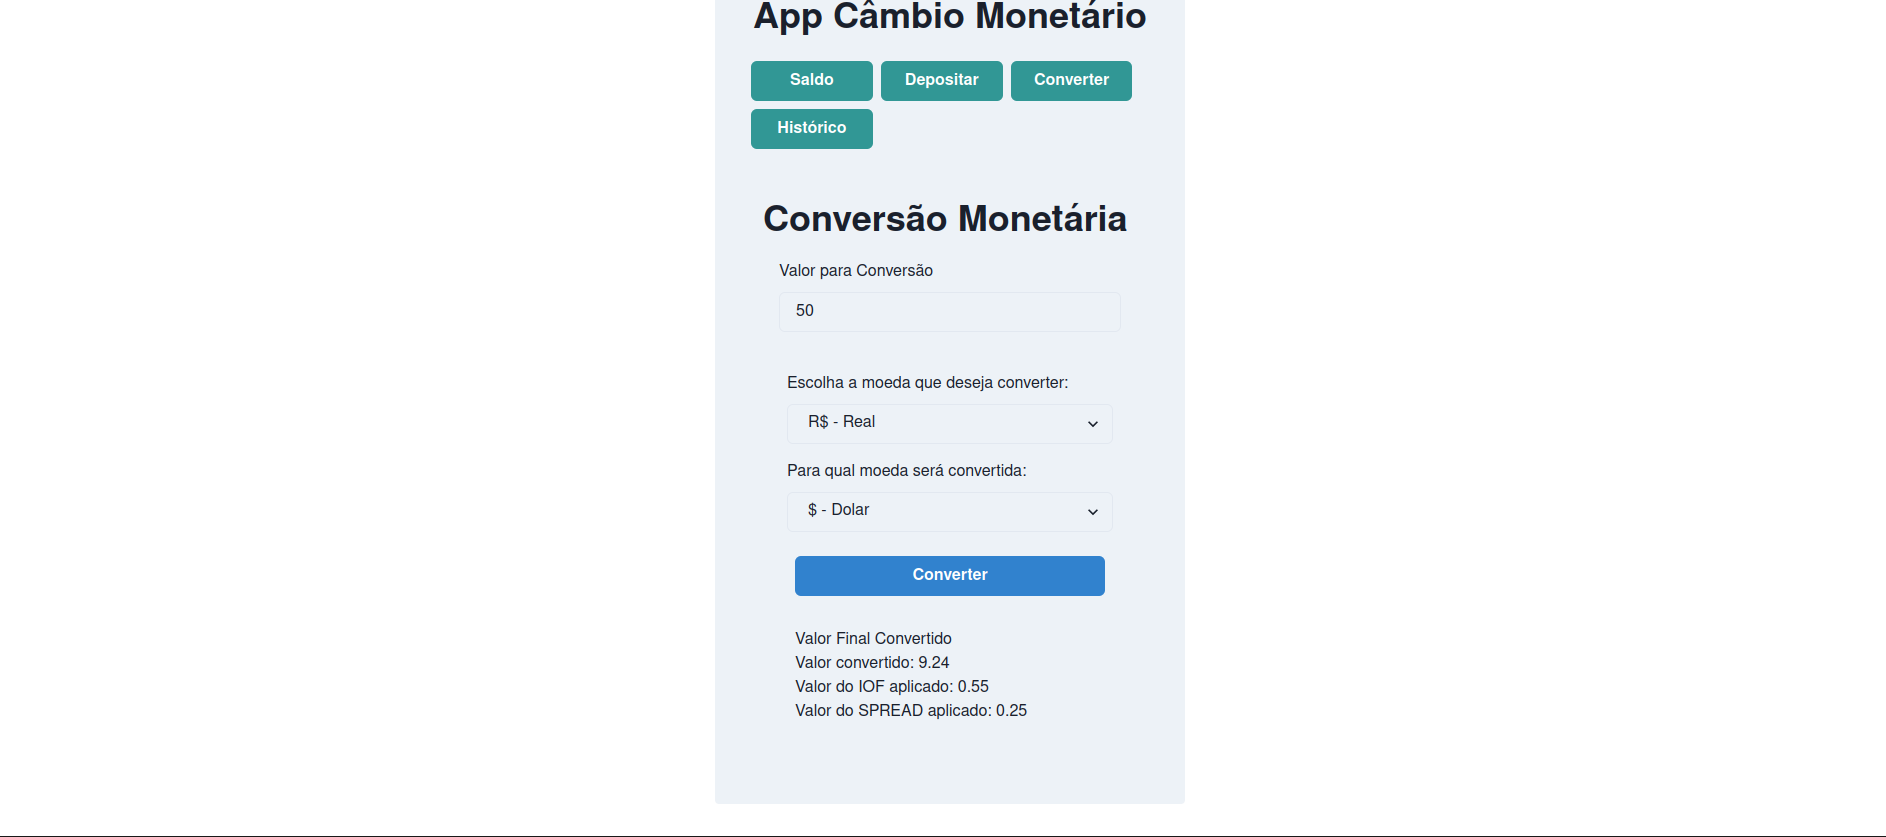 App Câmbio Monetário
Saldo Depositar Converter
Histórico
Conversão Monetária
Valor para Conversão
50
Escolha a moeda que deseja converter:
R$ - Real
Para qual moeda será convertida:
$ - Dolar
Converter
Valor Final Convertido
Valor convertido: 9.24
Valor do IOF aplicado: 0.55
Valor do SPREAD aplicado: 0.25